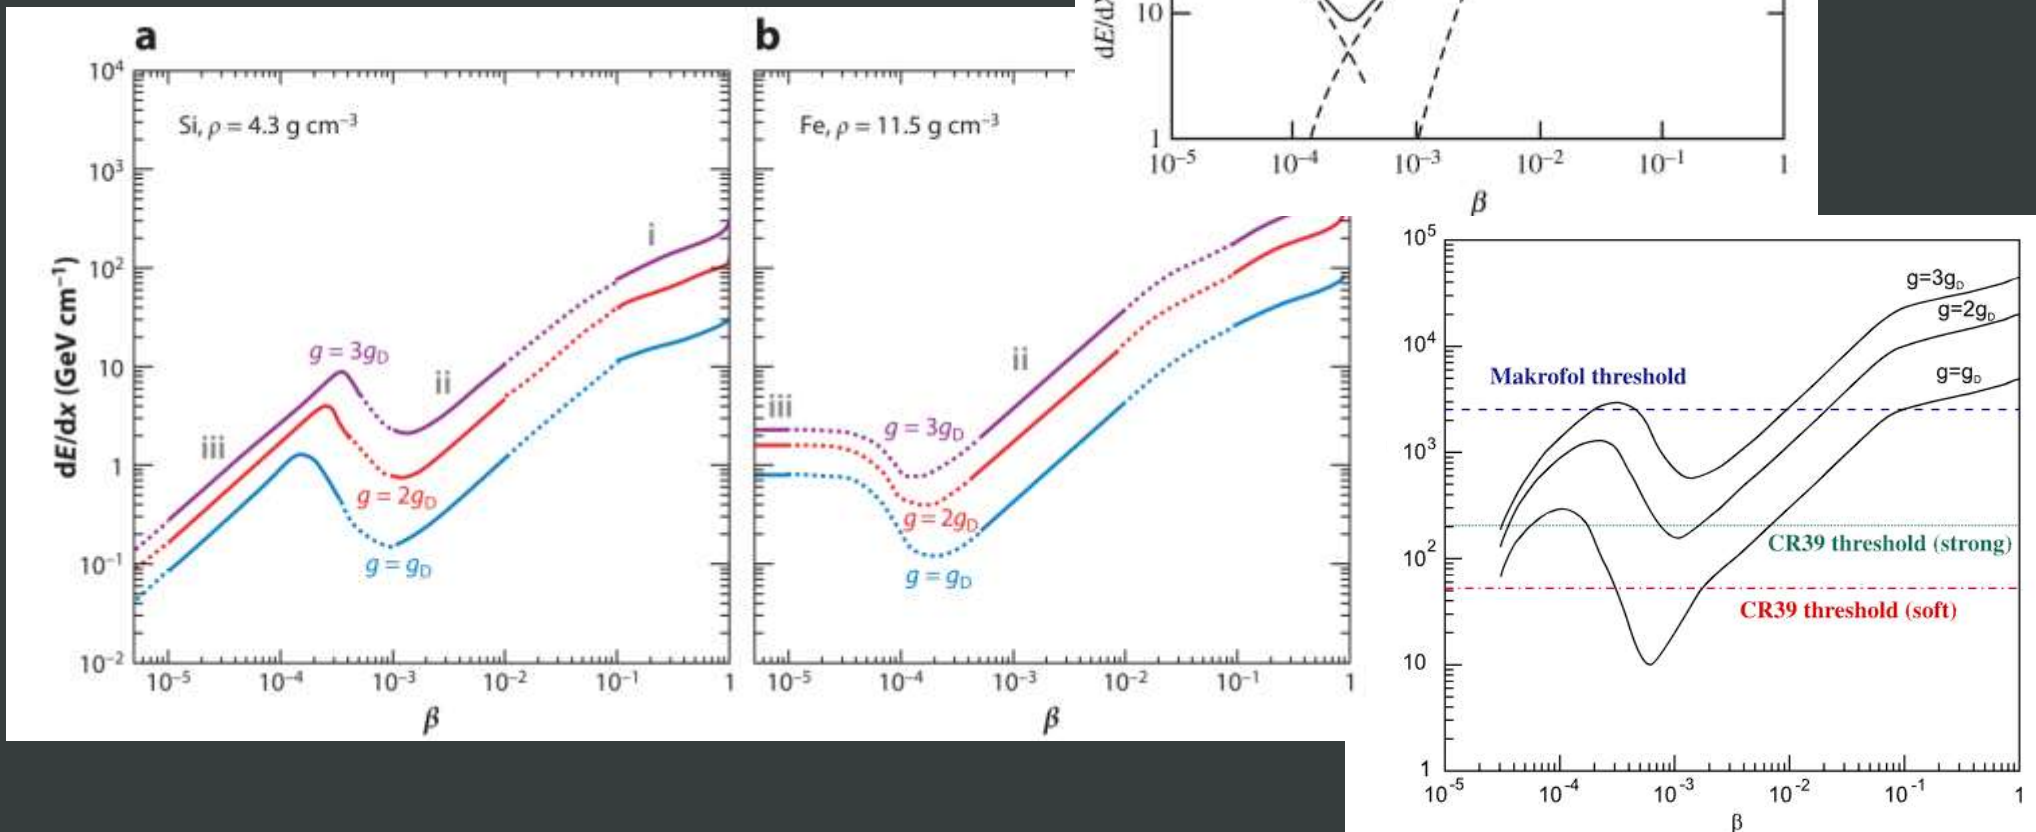 a
10⁴
10³
10²
10
1
10⁻¹
10⁻²
dE/dx (GeV cm⁻¹)
Si, ρ = 4.3 g cm⁻³
i
ii
iii
g = 3g_D
g = 2g_D
g = g_D
10⁻⁵ 10⁻⁴ 10⁻³ 10⁻² 10⁻¹ 1
β
b
Fe, ρ = 11.5 g cm⁻³
ii
iii
g = 3g_D
g = 2g_D
g = g_D
10⁻⁵ 10⁻⁴ 10⁻³ 10⁻² 10⁻¹ 1
β
10
1
10⁻⁵ 10⁻⁴ 10⁻³ 10⁻² 10⁻¹ 1
β
10⁵
10⁴
10³
10²
10
1
g=3g_D
g=2g_D
g=g_D
Makrofol threshold
CR39 threshold (strong)
CR39 threshold (soft)
10⁻⁵ 10⁻⁴ 10⁻³ 10⁻² 10⁻¹ 1
β